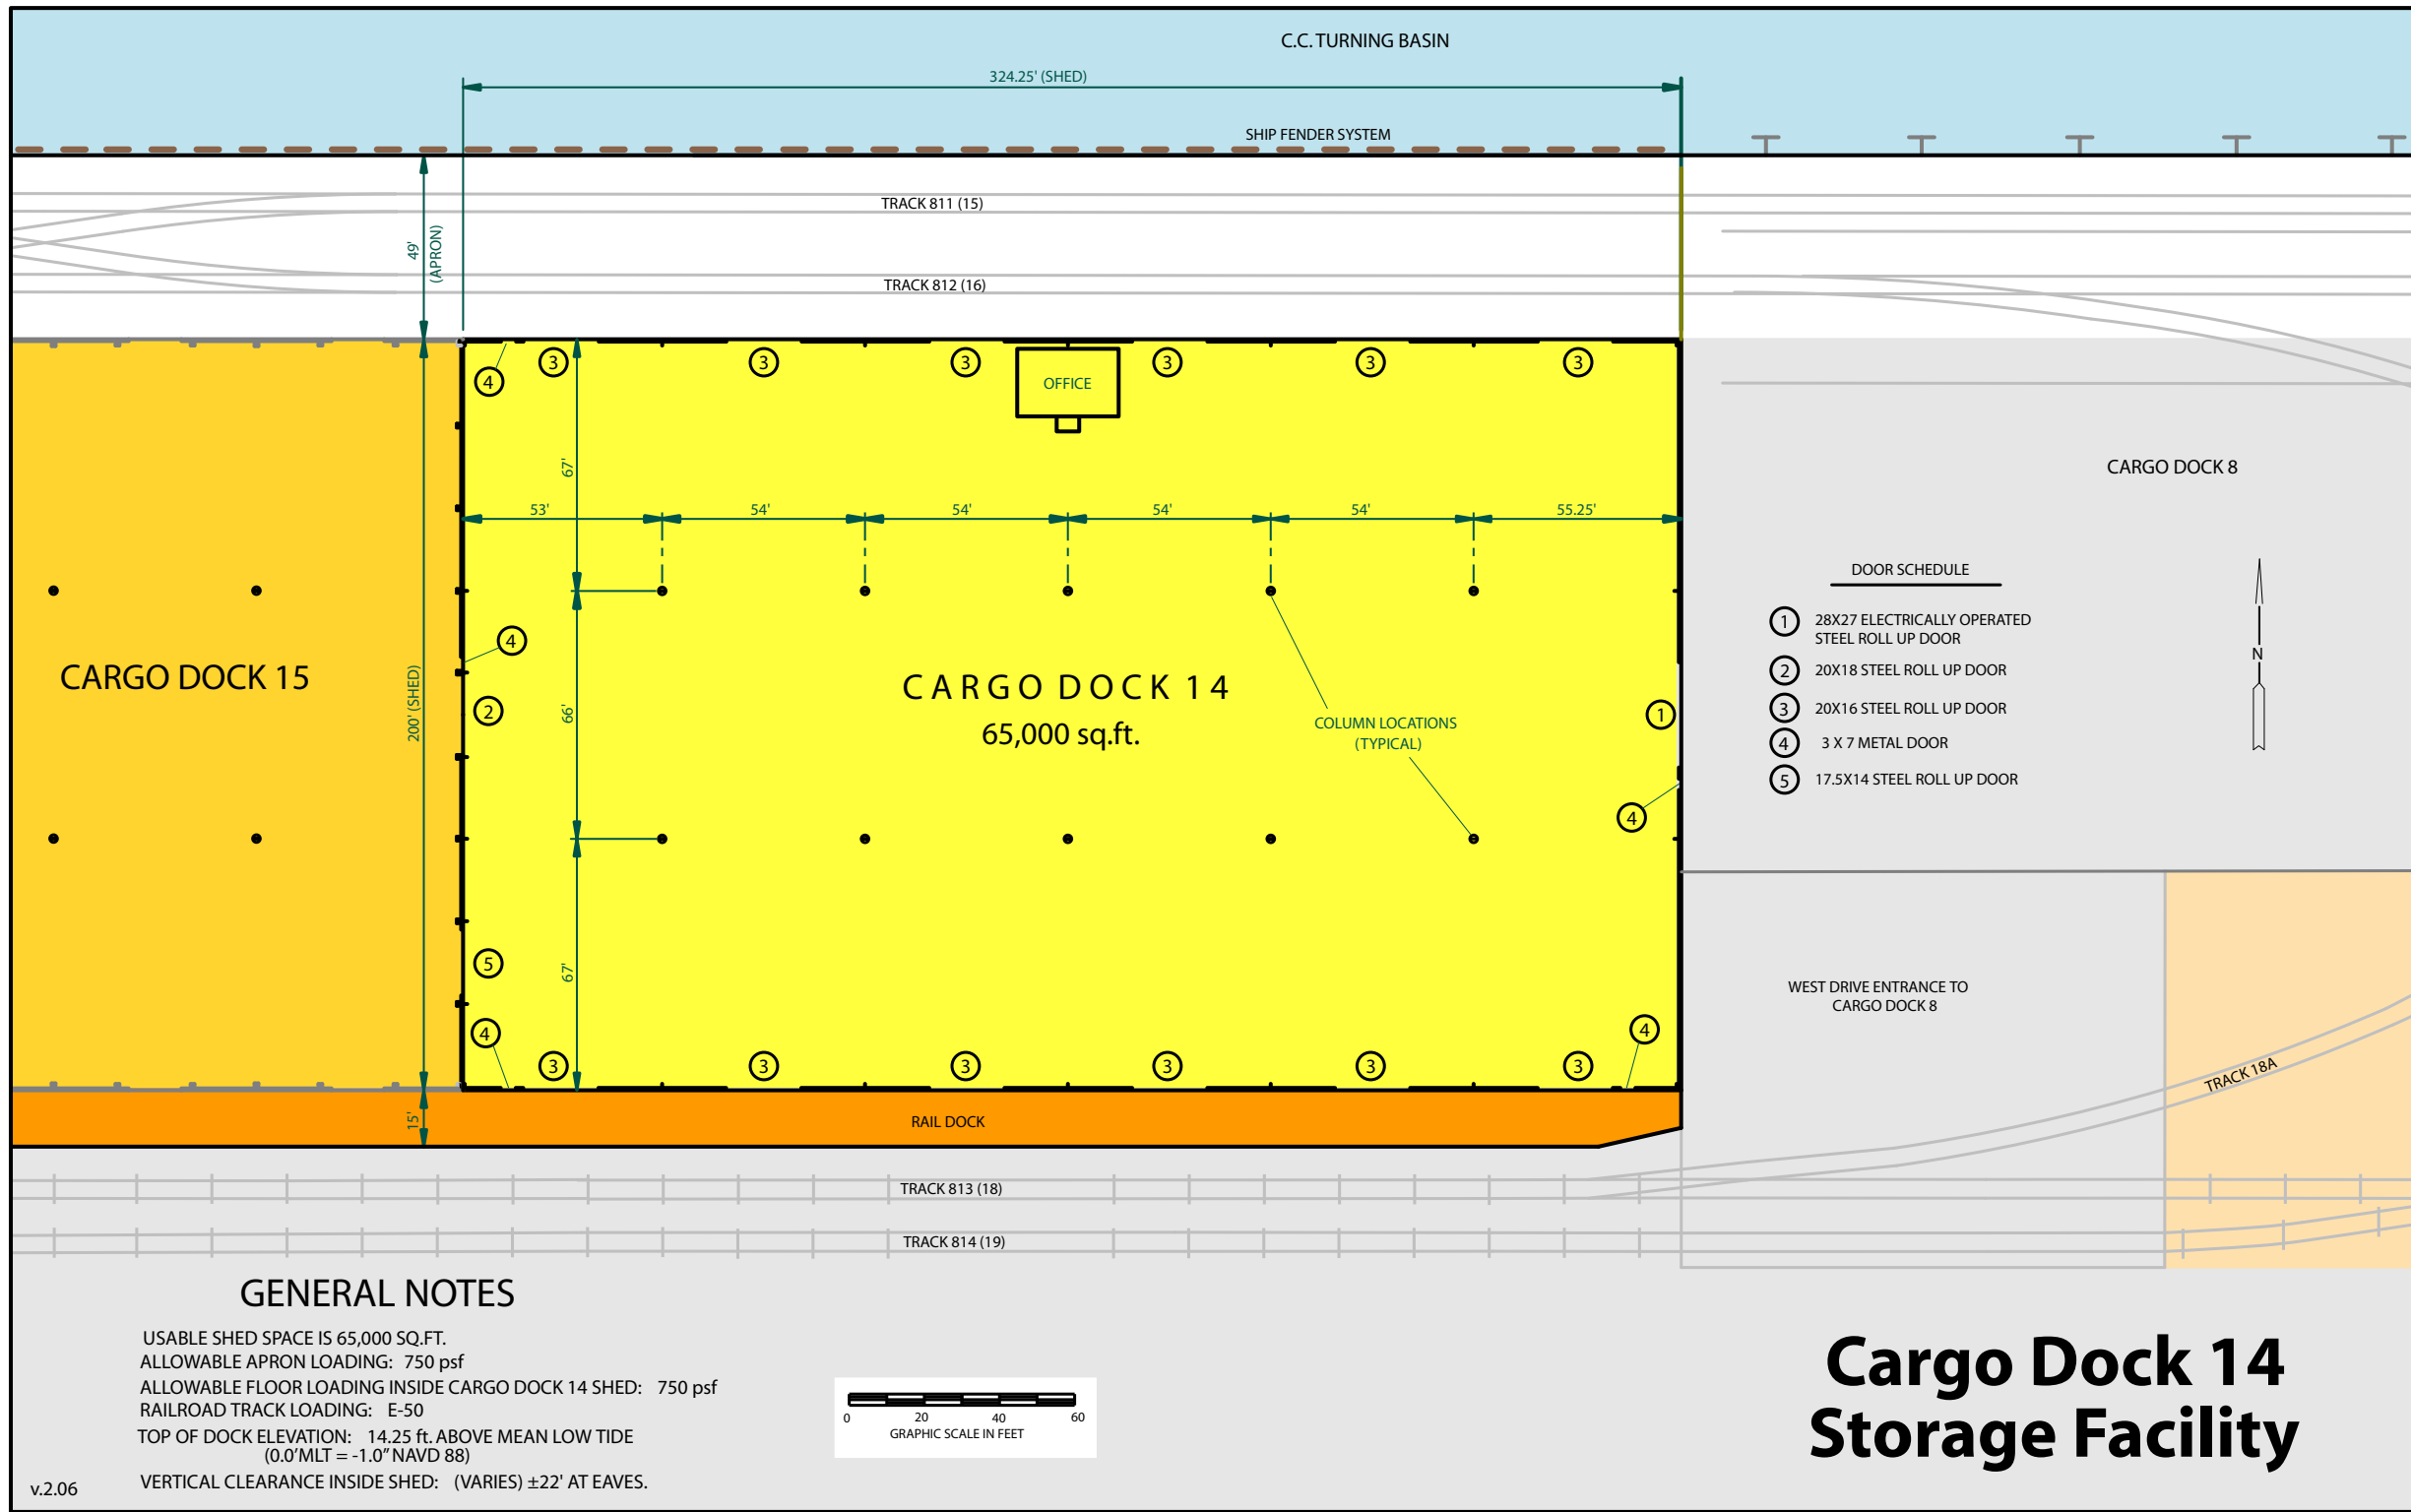 C.C. TURNING BASIN
324.25' (SHED)
SHIP FENDER SYSTEM
TRACK 811 (15)
49'
(APRON)
TRACK 812 (16)
3
3
3
3
3
3
4
OFFICE
67'
CARGO DOCK 8
53'
54'
54'
54'
54'
55.25'
DOOR SCHEDULE
1 28X27 ELECTRICALLY OPERATED
STEEL ROLL UP DOOR
2 20X18 STEEL ROLL UP DOOR
3 20X16 STEEL ROLL UP DOOR
4 3 X 7 METAL DOOR
5 17.5X14 STEEL ROLL UP DOOR
N
4
CARGO DOCK 15
200' (SHED)
2
66'
CARGO DOCK 14
65,000 sq.ft.
COLUMN LOCATIONS
(TYPICAL)
1
4
5
67'
4
4
WEST DRIVE ENTRANCE TO
CARGO DOCK 8
3
3
3
3
3
3
TRACK 18A
15'
RAIL DOCK
TRACK 813 (18)
TRACK 814 (19)
GENERAL NOTES
USABLE SHED SPACE IS 65,000 SQ.FT.
ALLOWABLE APRON LOADING: 750 psf
ALLOWABLE FLOOR LOADING INSIDE CARGO DOCK 14 SHED: 750 psf
RAILROAD TRACK LOADING: E-50
TOP OF DOCK ELEVATION: 14.25 ft. ABOVE MEAN LOW TIDE
(0.0'MLT = -1.0" NAVD 88)
VERTICAL CLEARANCE INSIDE SHED: (VARIES) ±22' AT EAVES.
v.2.06
0 20 40 60
GRAPHIC SCALE IN FEET
Cargo Dock 14
Storage Facility